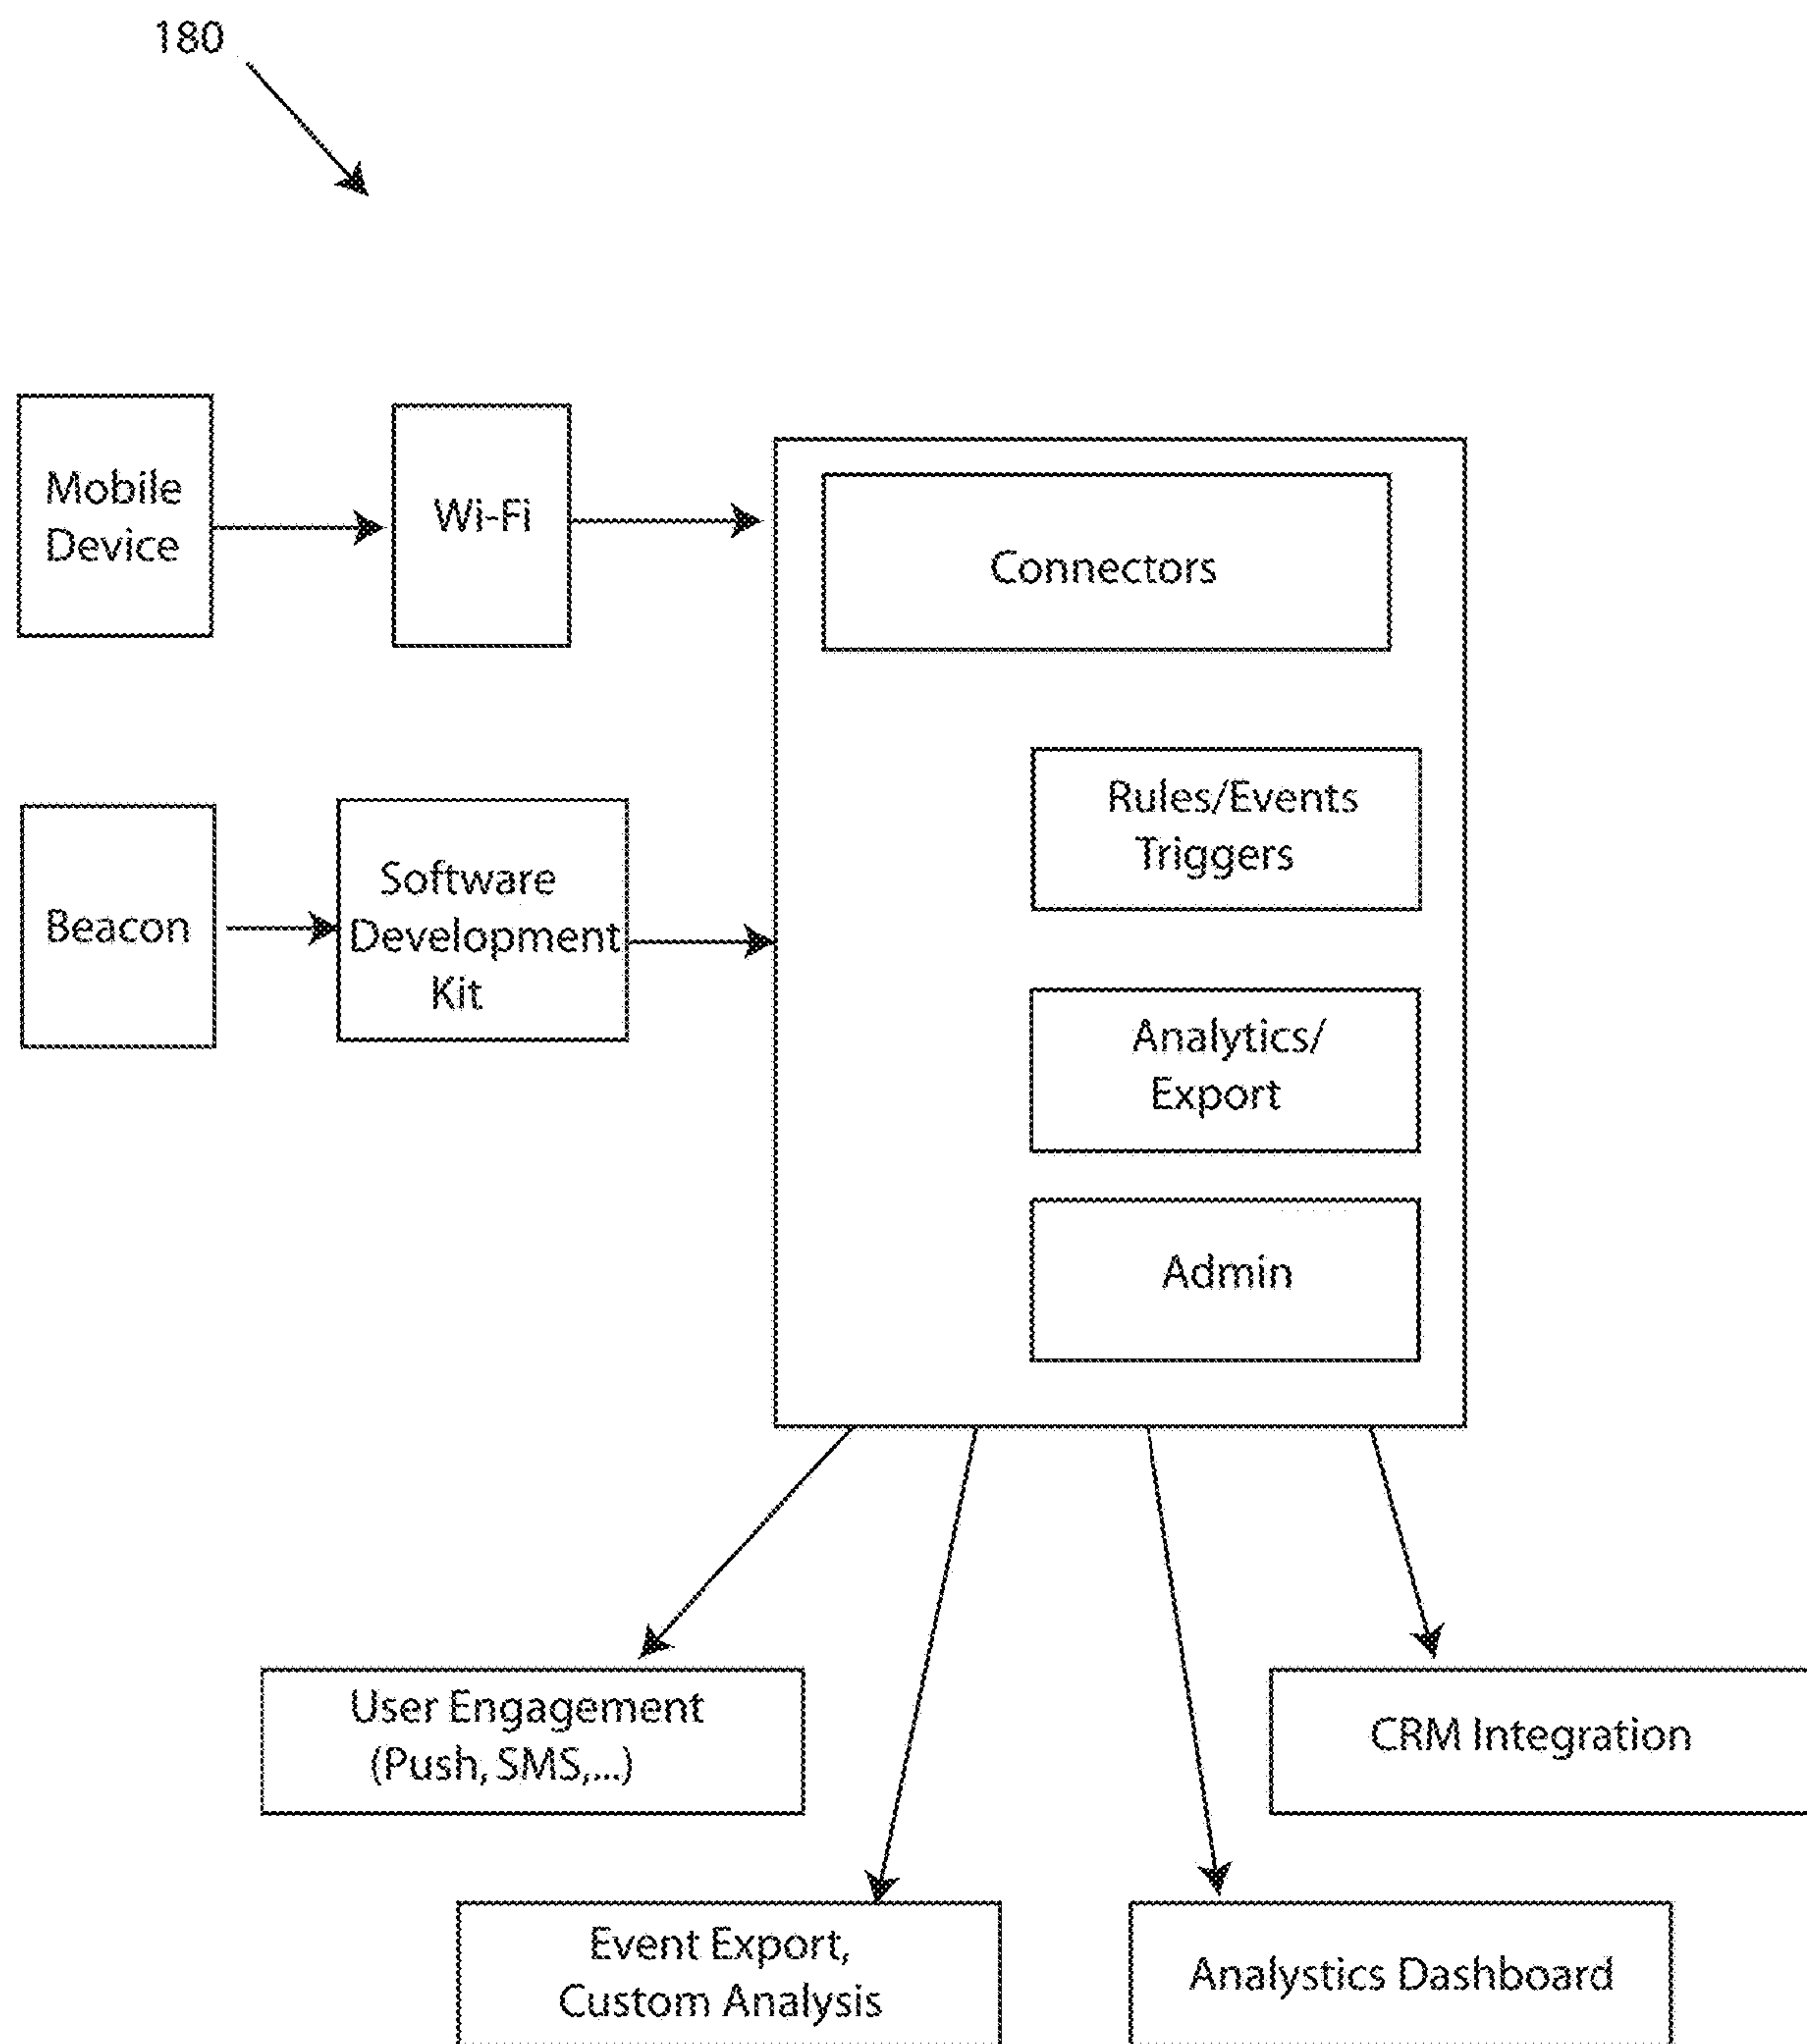 180
Mobile
Device
Wi-Fi
Connectors
Rules/Events
Triggers
Beacon
Software
Development
Kit
Analytics/
Export
Admin
User Engagement
(Push, SMS,...)
CRM Integration
Event Export,
Custom Analysis
Analystics Dashboard